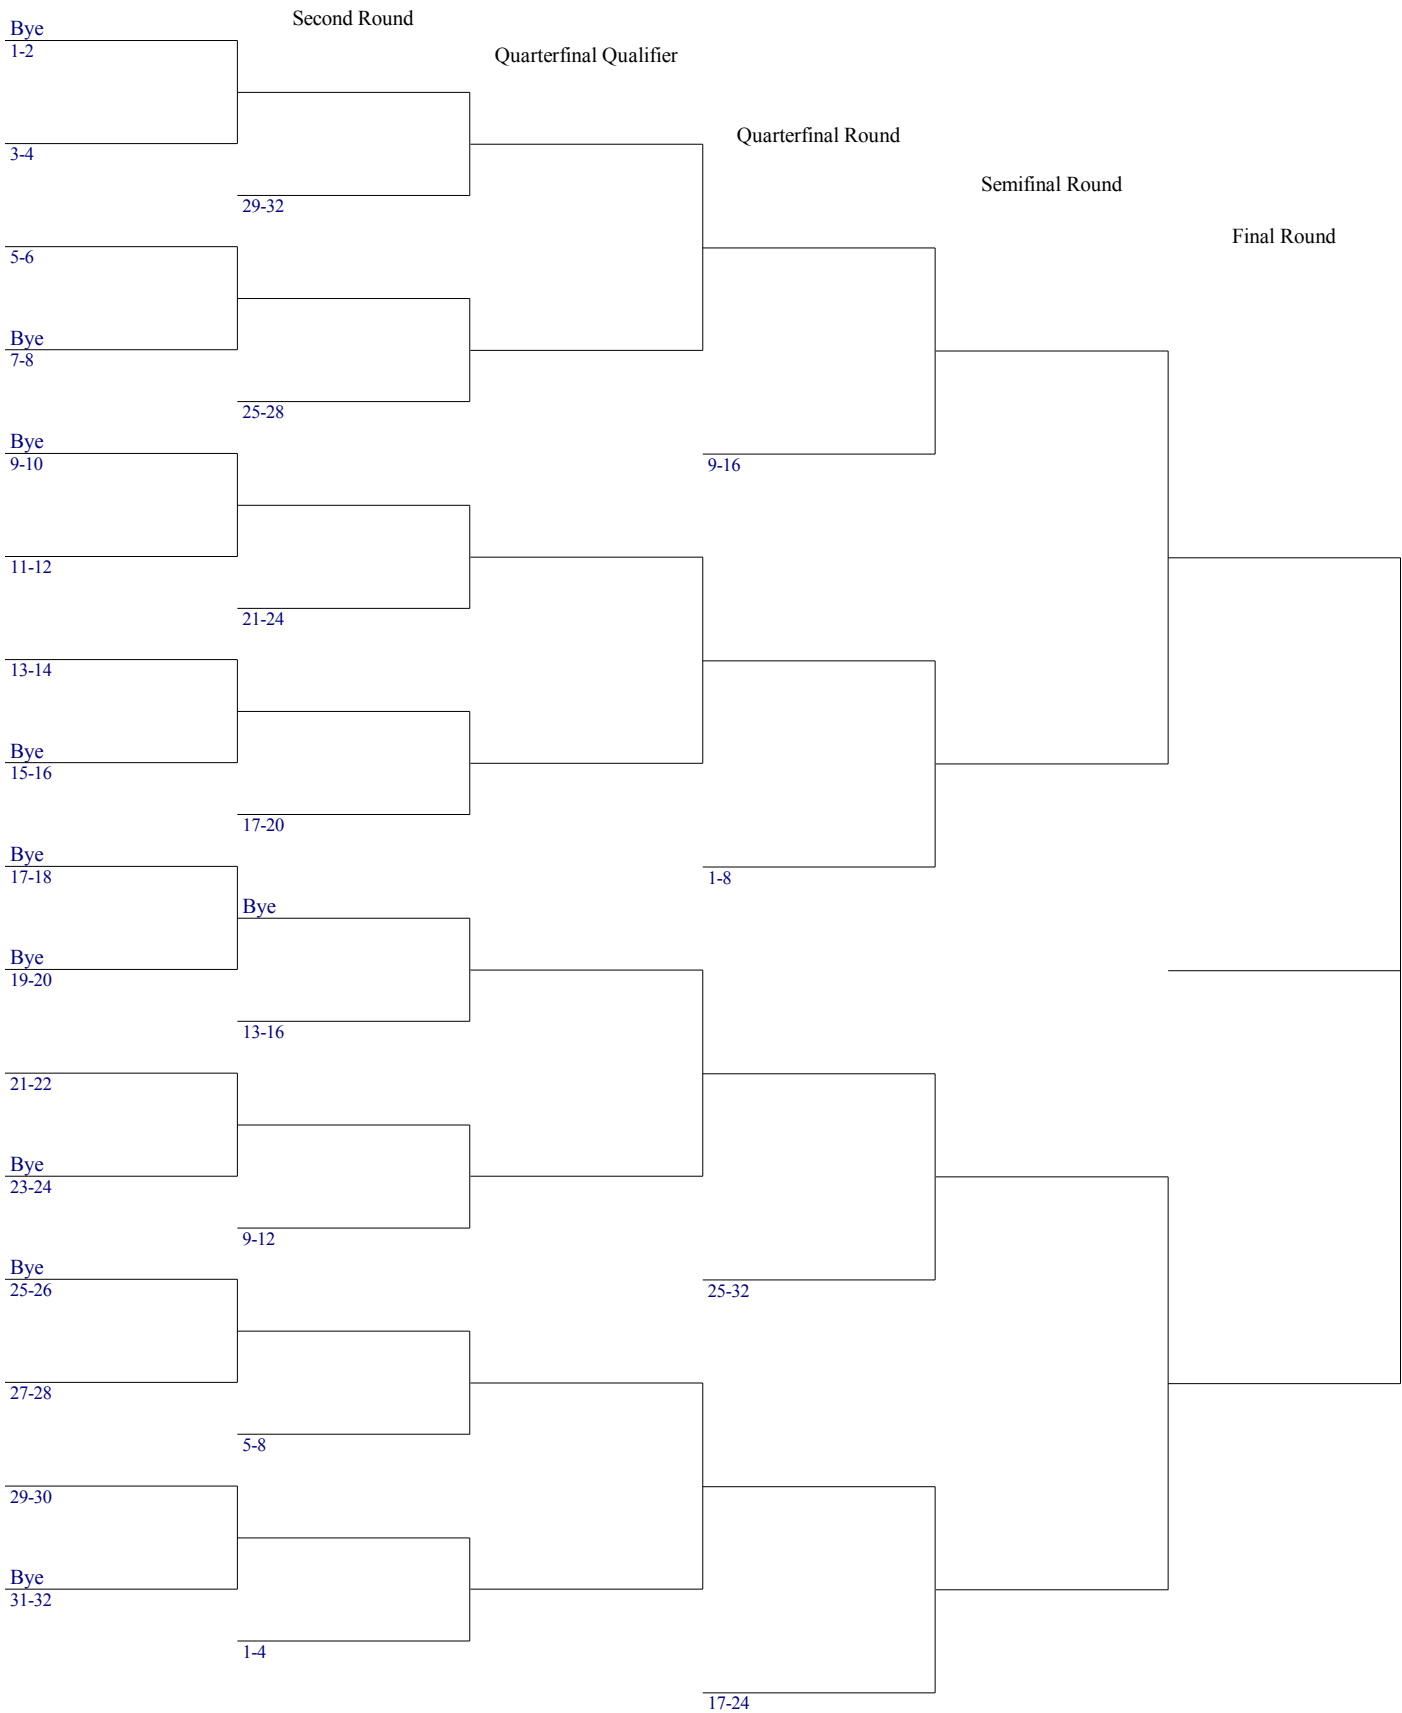 Second Round
Quarterfinal Qualifier
Quarterfinal Round
Semifinal Round
Final Round
Bye
1-2
3-4
29-32
5-6
Bye
7-8
25-28
Bye
9-10
9-16
11-12
21-24
13-14
Bye
15-16
17-20
Bye
17-18
1-8
Bye
Bye
19-20
13-16
21-22
Bye
23-24
9-12
Bye
25-26
25-32
27-28
5-8
29-30
Bye
31-32
1-4
17-24